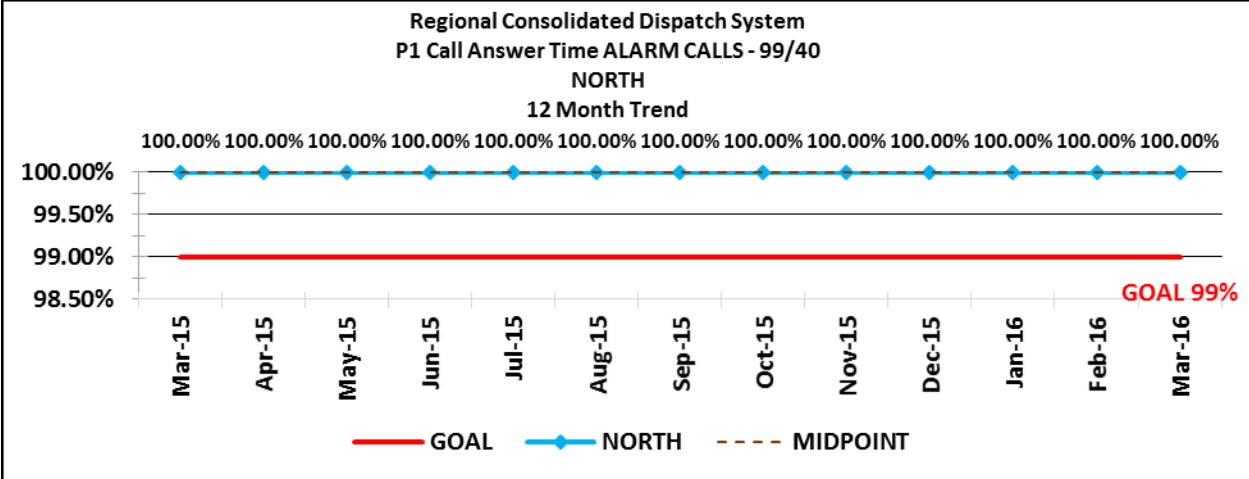 Regional Consolidated Dispatch System
P1 Call Answer Time ALARM CALLS - 99/40
NORTH
12 Month Trend
100.00% 100.00% 100.00% 100.00% 100.00% 100.00% 100.00% 100.00% 100.00% 100.00% 100.00% 100.00% 100.00%
100.00%
99.50%
99.00%
98.50%
GOAL 99%
Mar-15 Apr-15 May-15 Jun-15 Jul-15 Aug-15 Sep-15 Oct-15 Nov-15 Dec-15 Jan-16 Feb-16 Mar-16
GOAL NORTH MIDPOINT